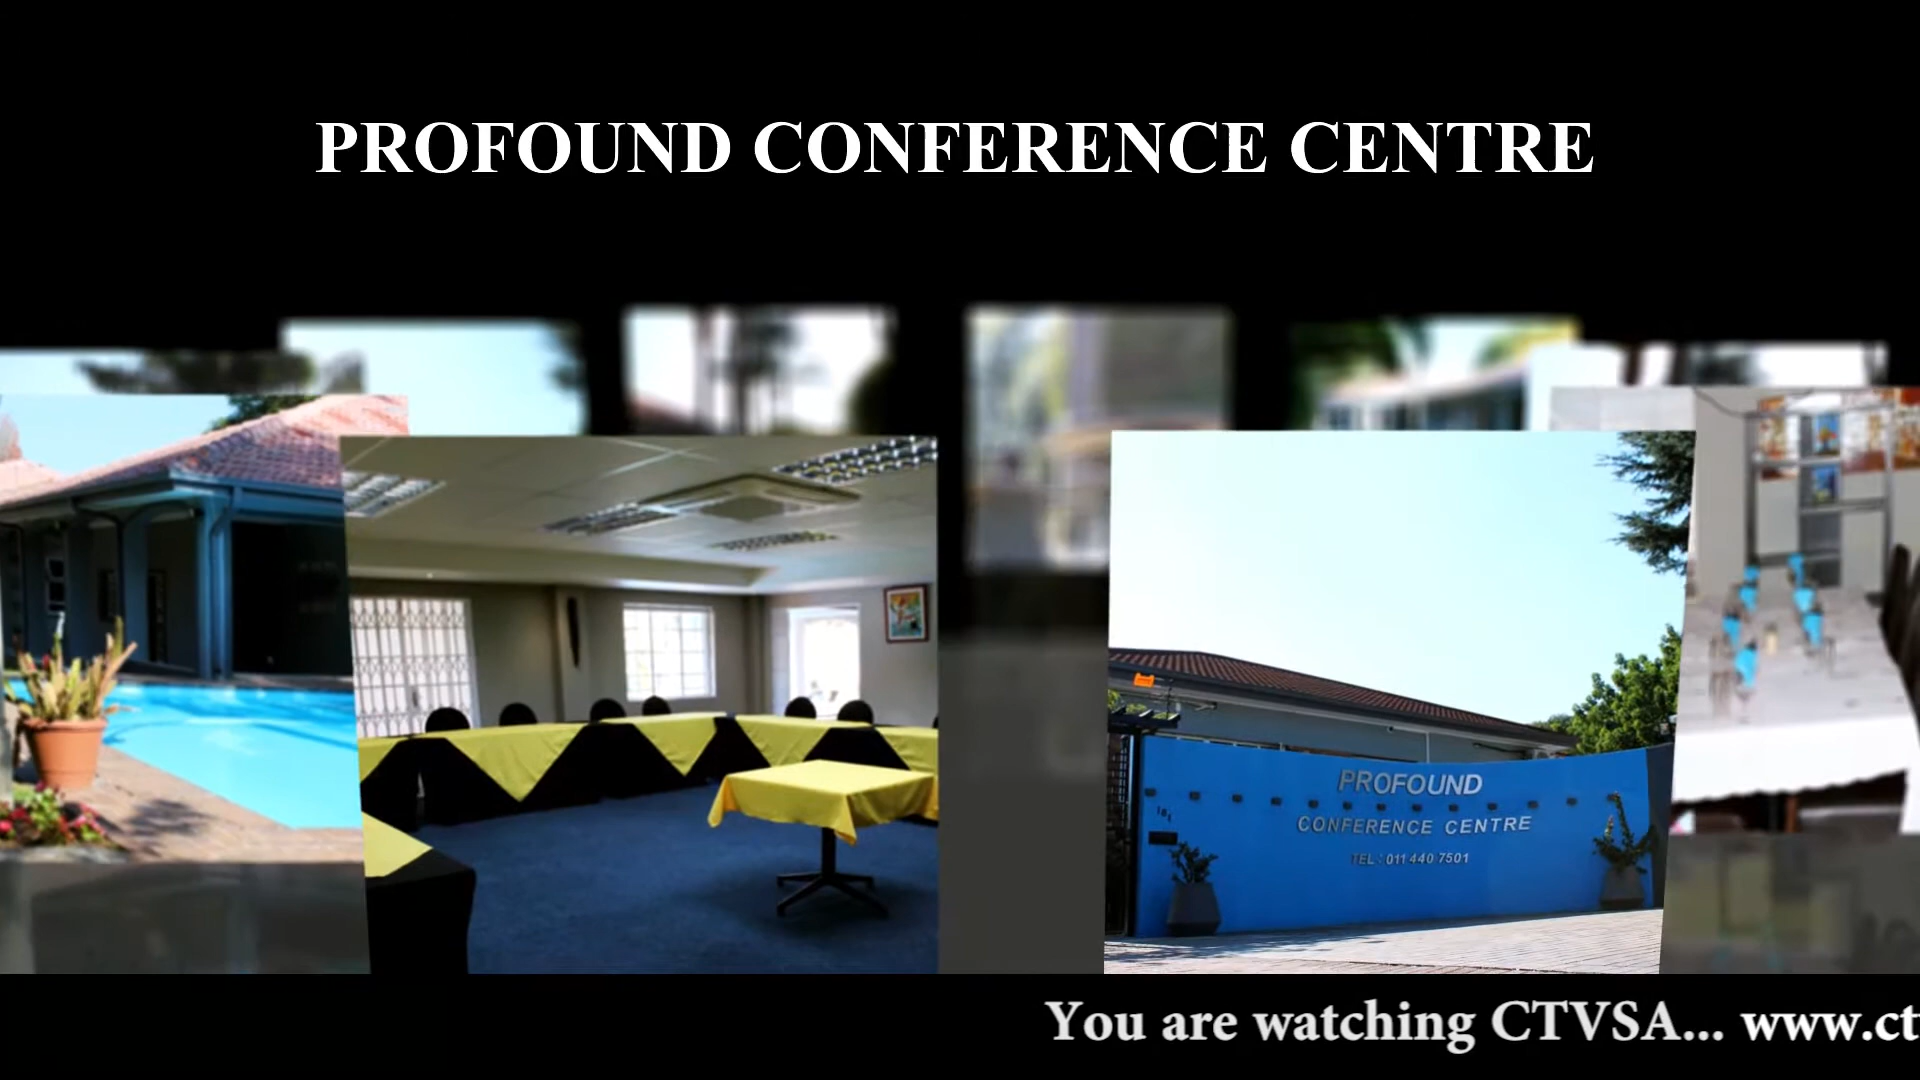 PROFOUND CONFERENCE CENTRE
PROFOUND
CONFERENCE CENTRE
TEL : 011 440 7501
You are watching CTVSA... www.ct